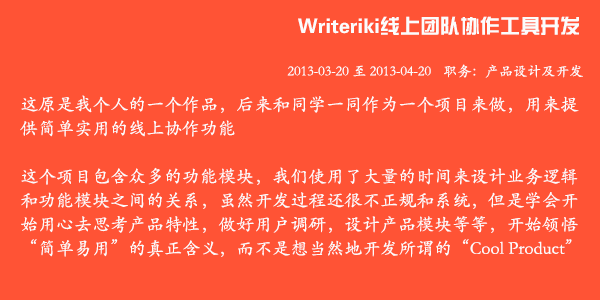 Writeriki线上团队协作工具开发
2013-03-20 至 2013-04-20 职务：产品设计及开发
这原是我个人的一个作品，后来和同学一同作为一个项目来做，用来提
供简单实用的线上协作功能
这个项目包含众多的功能模块，我们使用了大量的时间来设计业务逻辑
和功能模块之间的关系，虽然开发过程还很不正规和系统，但是学会开
始用心去思考产品特性，做好用户调研，设计产品模块等等，开始领悟
“简单易用”的真正含义，而不是想当然地开发所谓的“Cool Product”